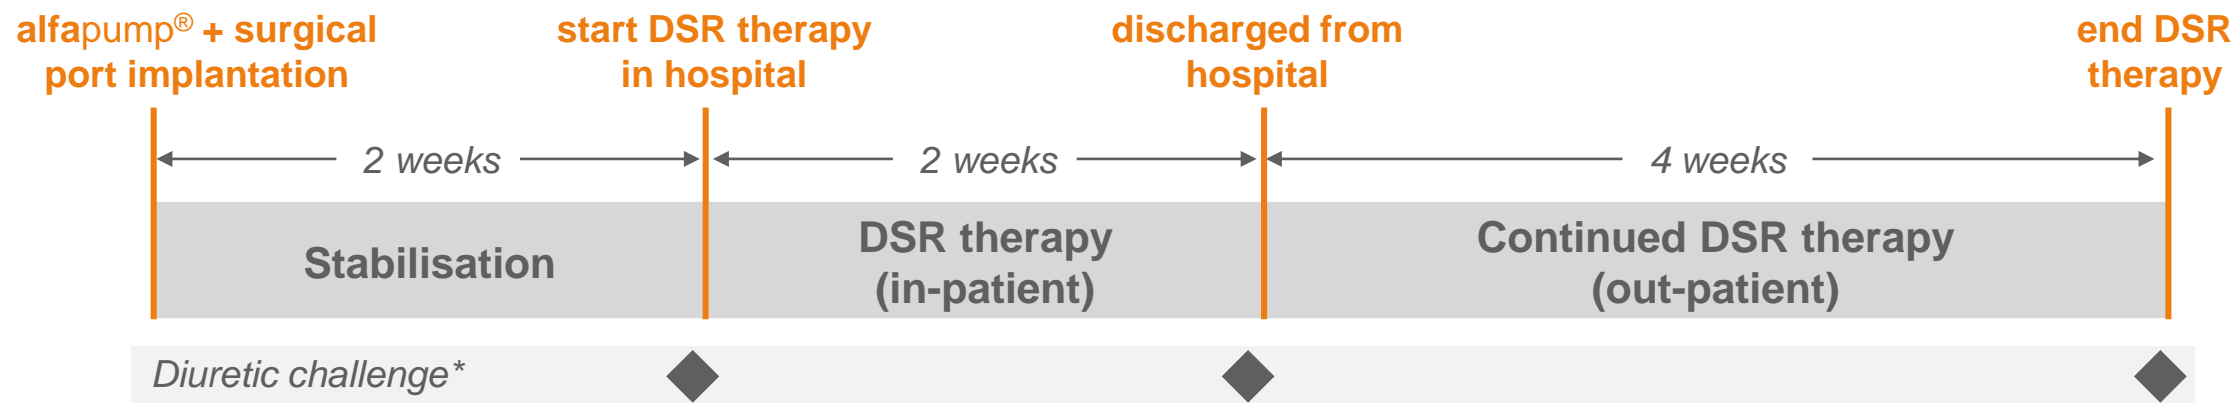 alfapump® + surgical
port implantation
start DSR therapy
in hospital
discharged from
hospital
end DSR
therapy
2 weeks
2 weeks
4 weeks
Stabilisation
DSR therapy
(in-patient)
Continued DSR therapy
(out-patient)
Diuretic challenge*